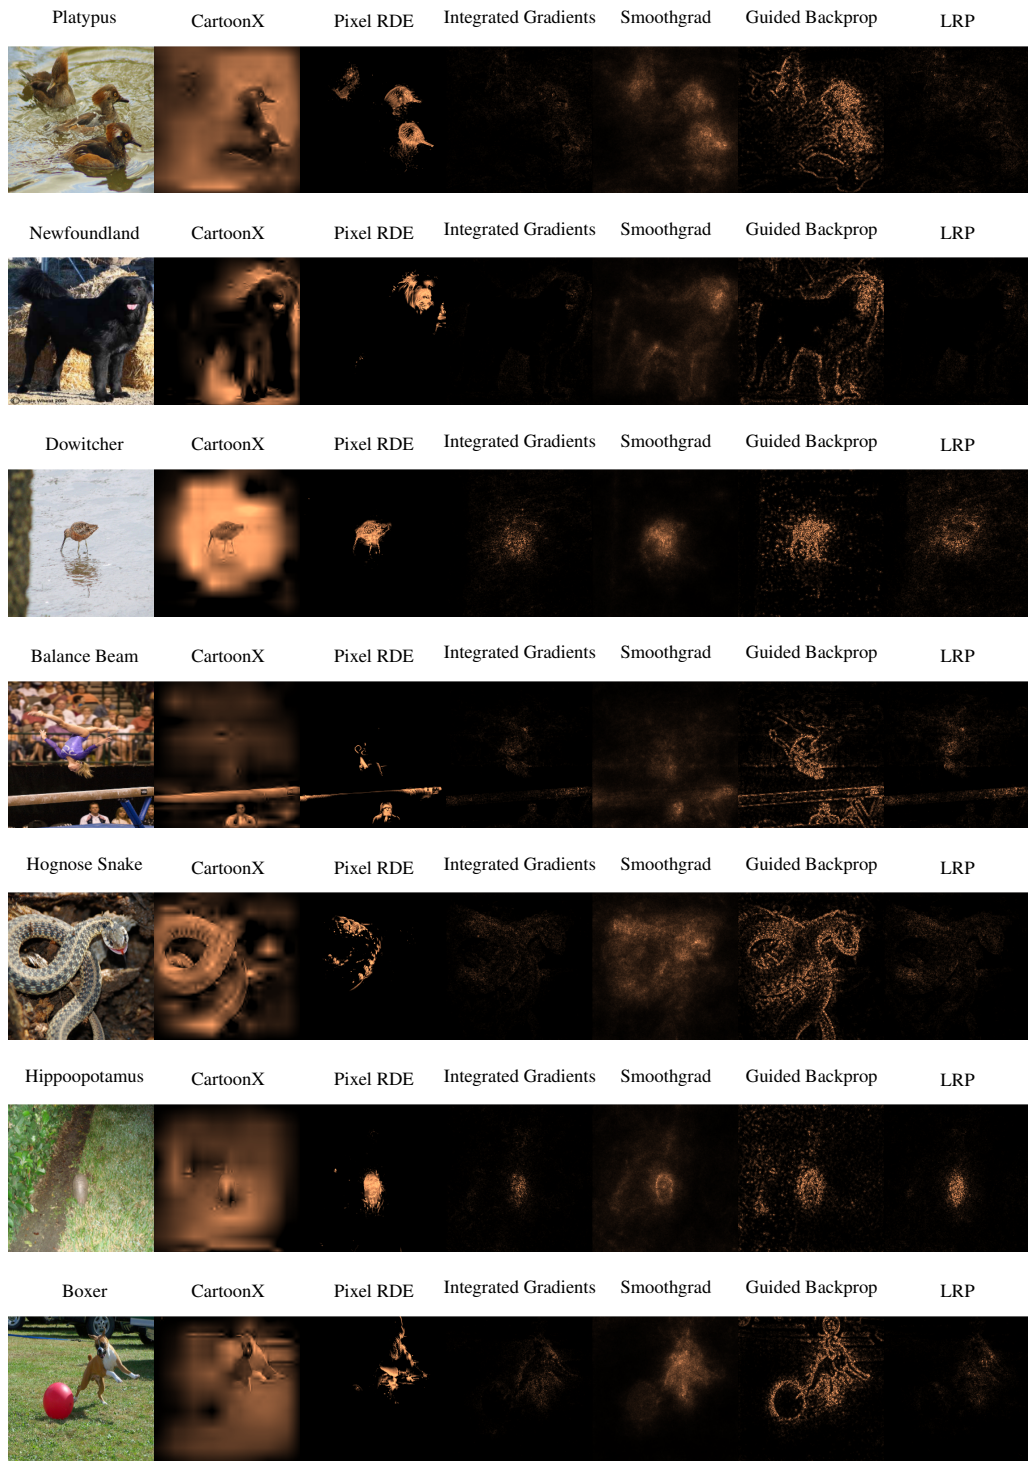 Platypus CartoonX Pixel RDE Integrated Gradients Smoothgrad Guided Backprop LRP
Newfoundland CartoonX Pixel RDE Integrated Gradients Smoothgrad Guided Backprop LRP
©Angie Wheat 2004
Dowitcher CartoonX Pixel RDE Integrated Gradients Smoothgrad Guided Backprop LRP
Balance Beam CartoonX Pixel RDE Integrated Gradients Smoothgrad Guided Backprop LRP
Hognose Snake CartoonX Pixel RDE Integrated Gradients Smoothgrad Guided Backprop LRP
Hippoopotamus CartoonX Pixel RDE Integrated Gradients Smoothgrad Guided Backprop LRP
Boxer CartoonX Pixel RDE Integrated Gradients Smoothgrad Guided Backprop LRP